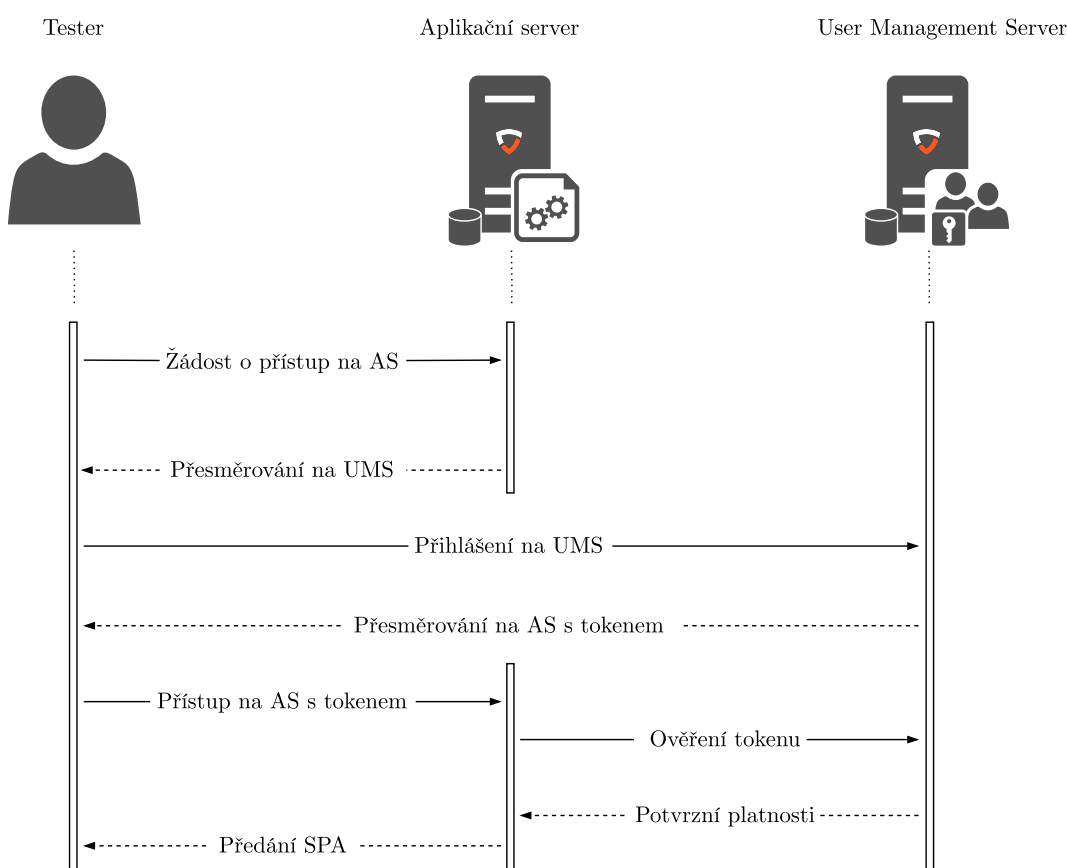 Tester
Aplikační server
User Management Server
Žádost o přístup na AS
Přesměrování na UMS
Přihlášení na UMS
Přesměrování na AS s tokenem
Přístup na AS s tokenem
Ověření tokenu
Potvrzní platnosti
Předání SPA